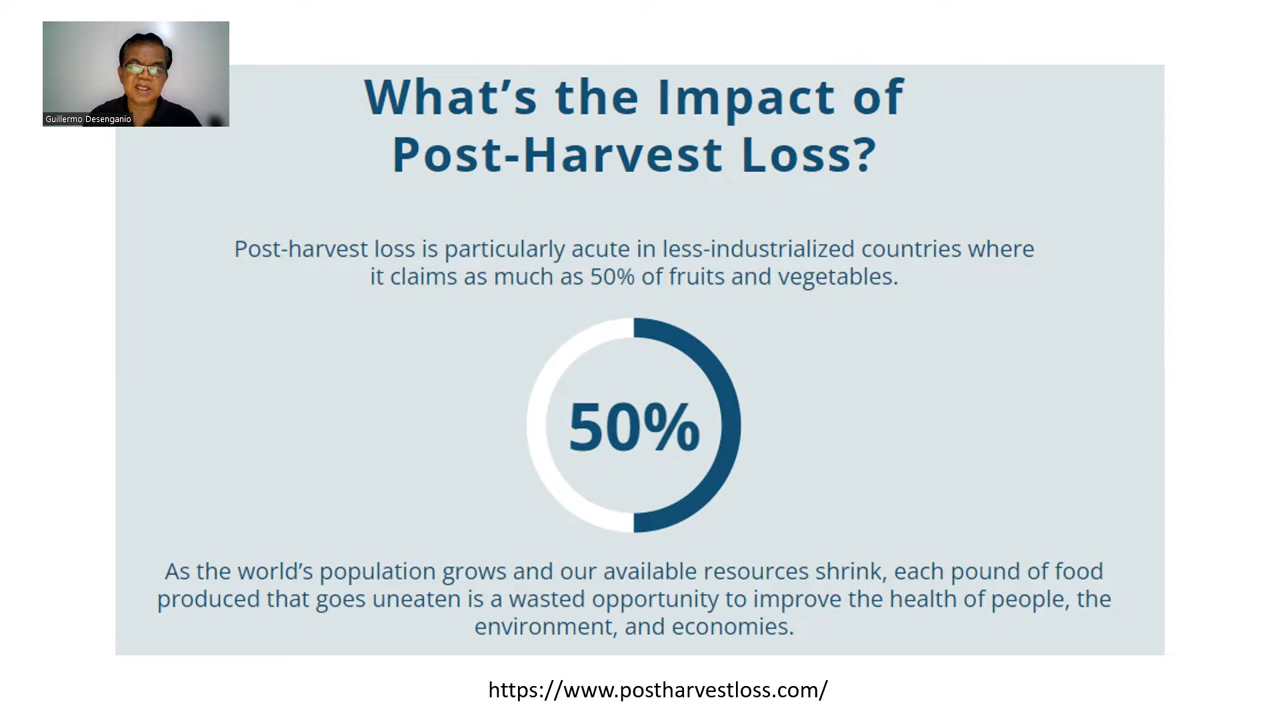 Guillermo Desenganio
What's the Impact of
Post-Harvest Loss?
Post-harvest loss is particularly acute in less-industrialized countries where
it claims as much as 50% of fruits and vegetables.
50%
As the world's population grows and our available resources shrink, each pound of food
produced that goes uneaten is a wasted opportunity to improve the health of people, the
environment, and economies.
https://www.postharvestloss.com/